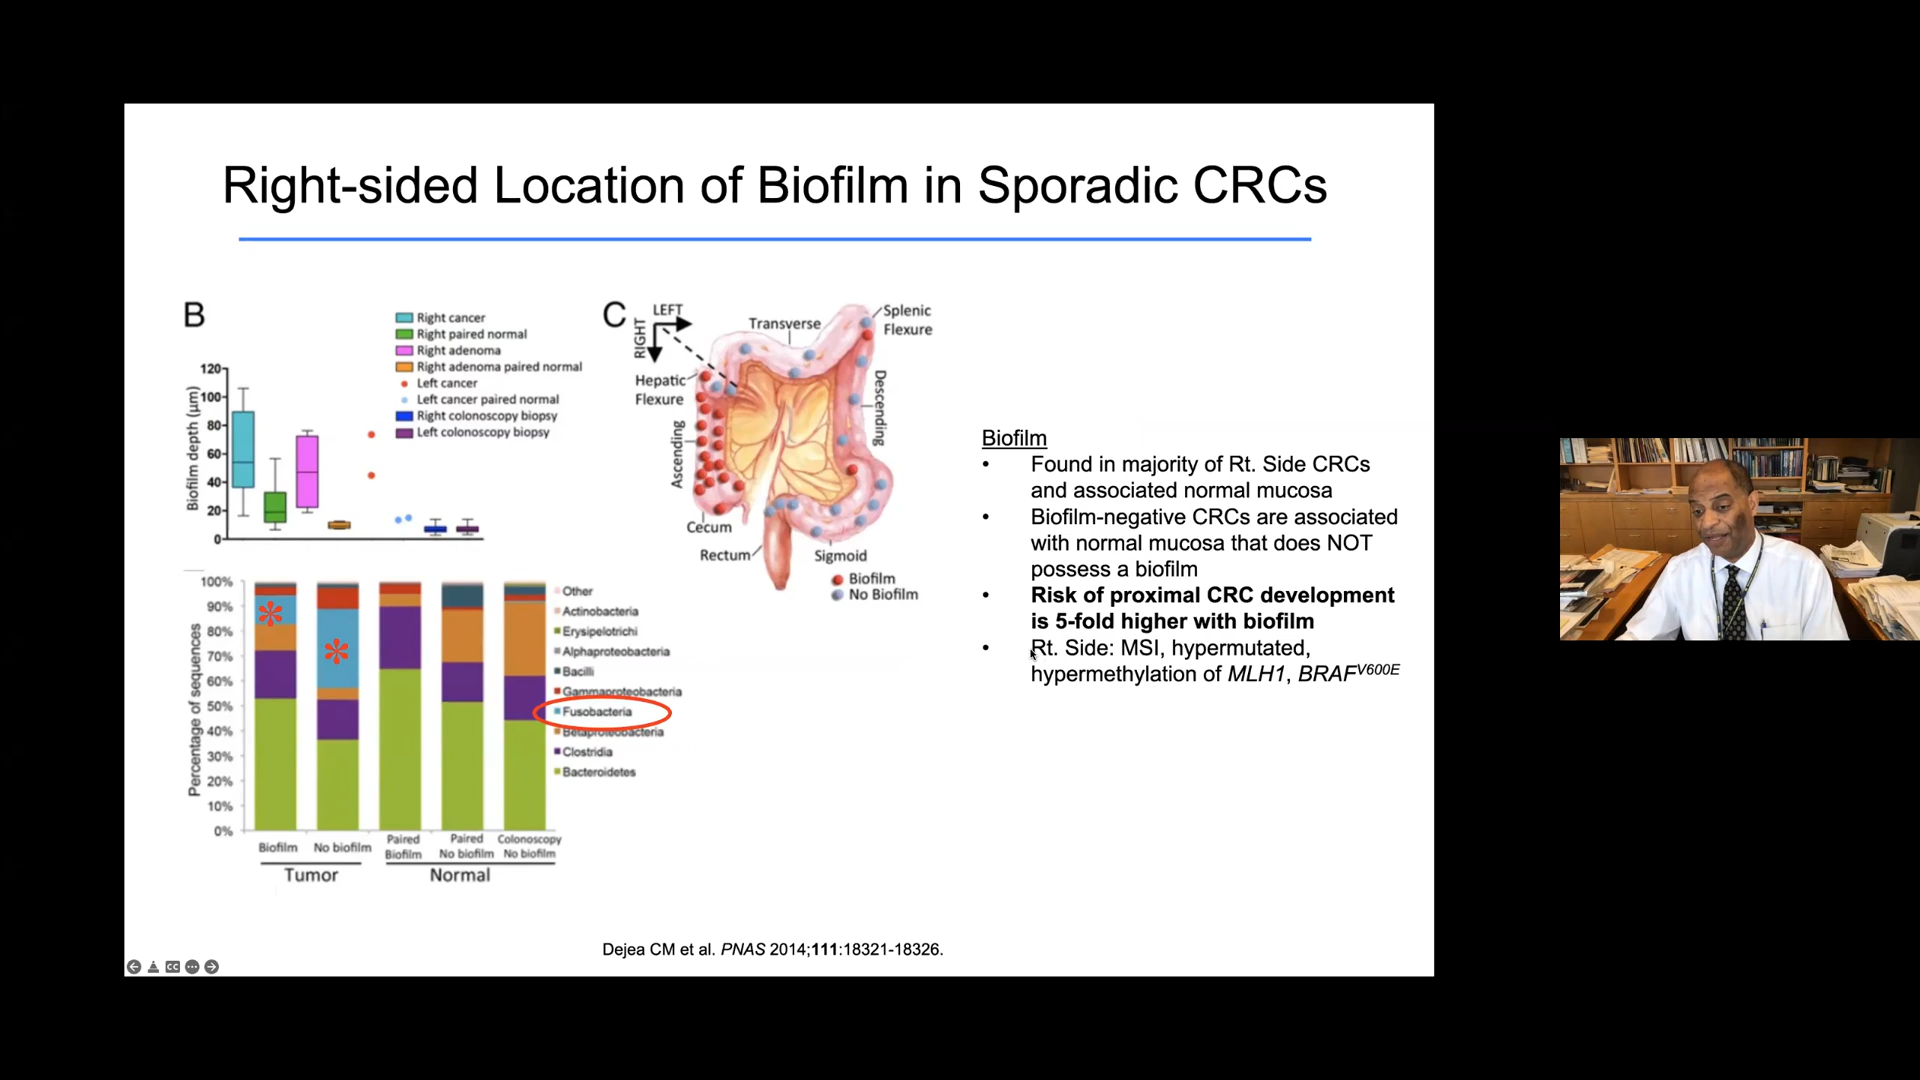 Right-sided Location of Biofilm in Sporadic CRCs
B
Right cancer
Right paired normal
Right adenoma
Right adenoma paired normal
Left cancer
Left cancer paired normal
Right colonoscopy biopsy
Left colonoscopy biopsy
Biofilm depth (µm)
120
100
80
60
40
20
0
C
LEFT
RIGHT
Transverse
Splenic
Flexure
Hepatic
Flexure
Ascending
Descending
Cecum
Rectum
Sigmoid
Biofilm
No Biofilm
Percentage of sequences
100%
90%
80%
70%
60%
50%
40%
30%
20%
10%
0%
Other
Actinobacteria
Erysipelotrichi
Alphaproteobacteria
Bacilli
Gammaproteobacteria
Fusobacteria
Betaproteobacteria
Clostridia
Bacteroidetes
Biofilm
No biofilm
Paired
Biofilm
Paired
No biofilm
Colonoscopy
No biofilm
Tumor
Normal
Biofilm
• Found in majority of Rt. Side CRCs
and associated normal mucosa
• Biofilm-negative CRCs are associated
with normal mucosa that does NOT
possess a biofilm
• Risk of proximal CRC development
is 5-fold higher with biofilm
• Rt. Side: MSI, hypermutated,
hypermethylation of MLH1, BRAFV600E
Dejea CM et al. PNAS 2014;111:18321-18326.
CC